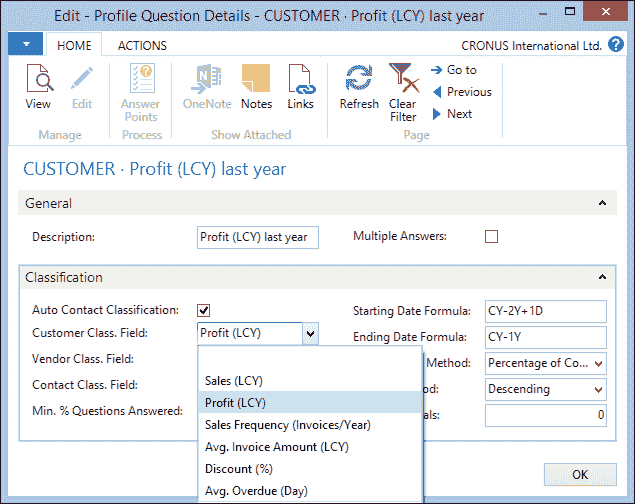 Edit - Profile Question Details - CUSTOMER · Profit (LCY) last year
HOME ACTIONS CRONUS International Ltd. ?
View Edit Answer Points OneNote Notes Links Refresh Clear Filter Go to
Previous
Next
Manage Process Show Attached Page
CUSTOMER · Profit (LCY) last year
General
Description: Profit (LCY) last year Multiple Answers:
Classification
Auto Contact Classification: Starting Date Formula: CY-2Y+1D
Customer Class. Field: Profit (LCY) Ending Date Formula: CY-1Y
Vendor Class. Field: Method: Percentage of Co...
Contact Class. Field: od: Descending
Min. % Questions Answered: als: 0
Sales (LCY)
Profit (LCY)
Sales Frequency (Invoices/Year)
Avg. Invoice Amount (LCY)
Discount (%)
Avg. Overdue (Day)
OK